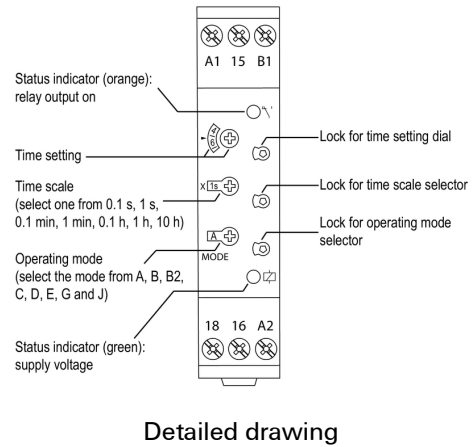 A1 15 B1
Status indicator (orange):
relay output on
4
6
Time setting
Lock for time setting dial
Time scale
(select one from 0.1 s, 1 s,
0.1 min, 1 min, 0.1 h, 1 h, 10 h)
X 1s
Lock for time scale selector
Lock for operating mode
selector
A
MODE
Operating mode
(select the mode from A, B, B2,
C, D, E, G and J)
18 16 A2
Status indicator (green):
supply voltage
Detailed drawing